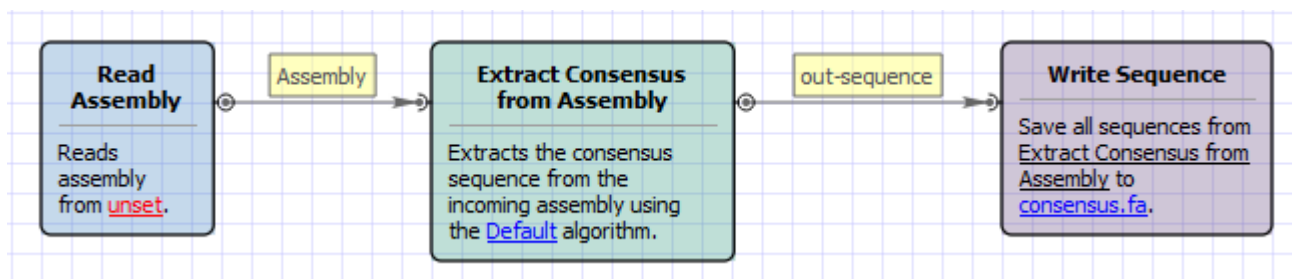 Read
Assembly
Reads
assembly
from unset.
Assembly
Extract Consensus
from Assembly
Extracts the consensus
sequence from the
incoming assembly using
the Default algorithm.
out-sequence
Write Sequence
Save all sequences from
Extract Consensus from
Assembly to
consensus.fa.